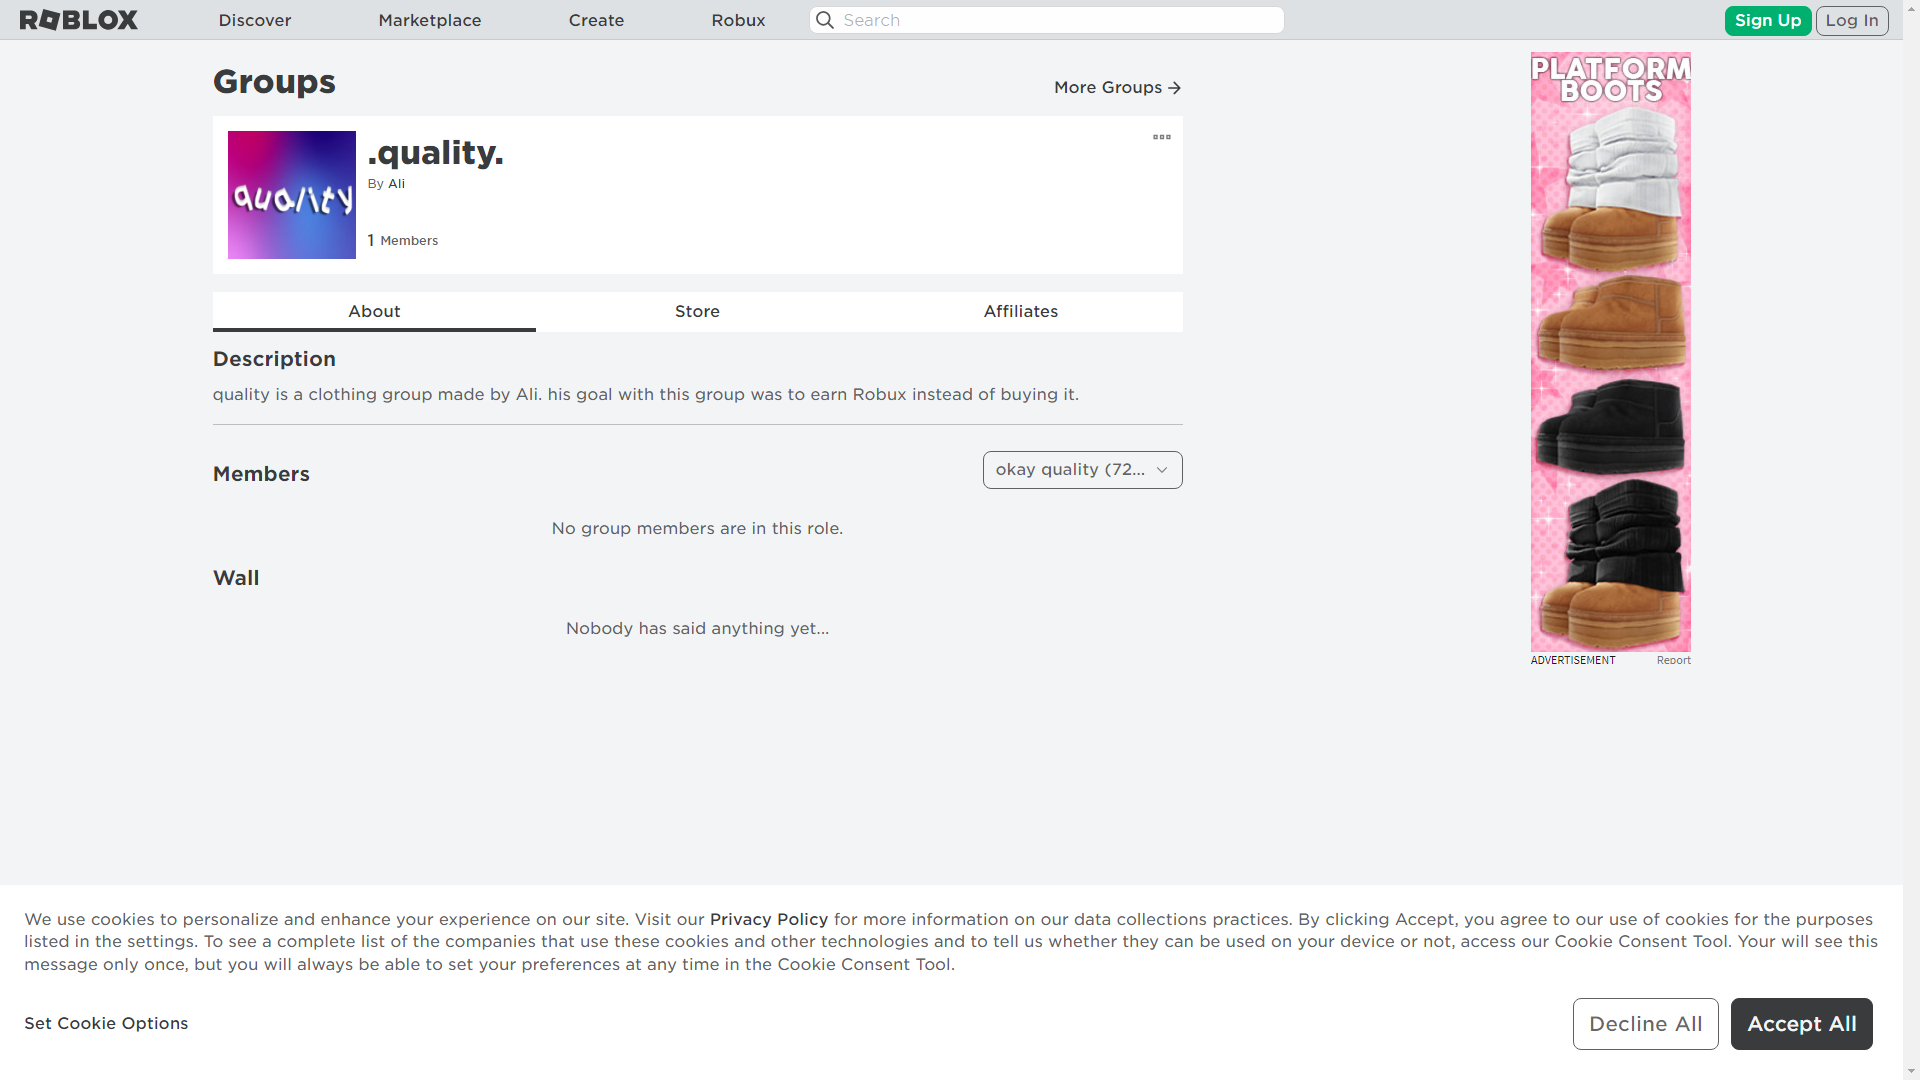 ROBLOX
Discover
Marketplace
Create
Robux
Search
Sign Up
Log In
Groups
More Groups
quality
.quality.
By Ali
1 Members
About
Store
Affiliates
Description
quality is a clothing group made by Ali. his goal with this group was to earn Robux instead of buying it.
Members
okay quality (72...
No group members are in this role.
Wall
Nobody has said anything yet...
PLATFORM
BOOTS
ADVERTISEMENT
Report
We use cookies to personalize and enhance your experience on our site. Visit our Privacy Policy for more information on our data collections practices. By clicking Accept, you agree to our use of cookies for the purposes
listed in the settings. To see a complete list of the companies that use these cookies and other technologies and to tell us whether they can be used on your device or not, access our Cookie Consent Tool. Your will see this
message only once, but you will always be able to set your preferences at any time in the Cookie Consent Tool.
Set Cookie Options
Decline All
Accept All